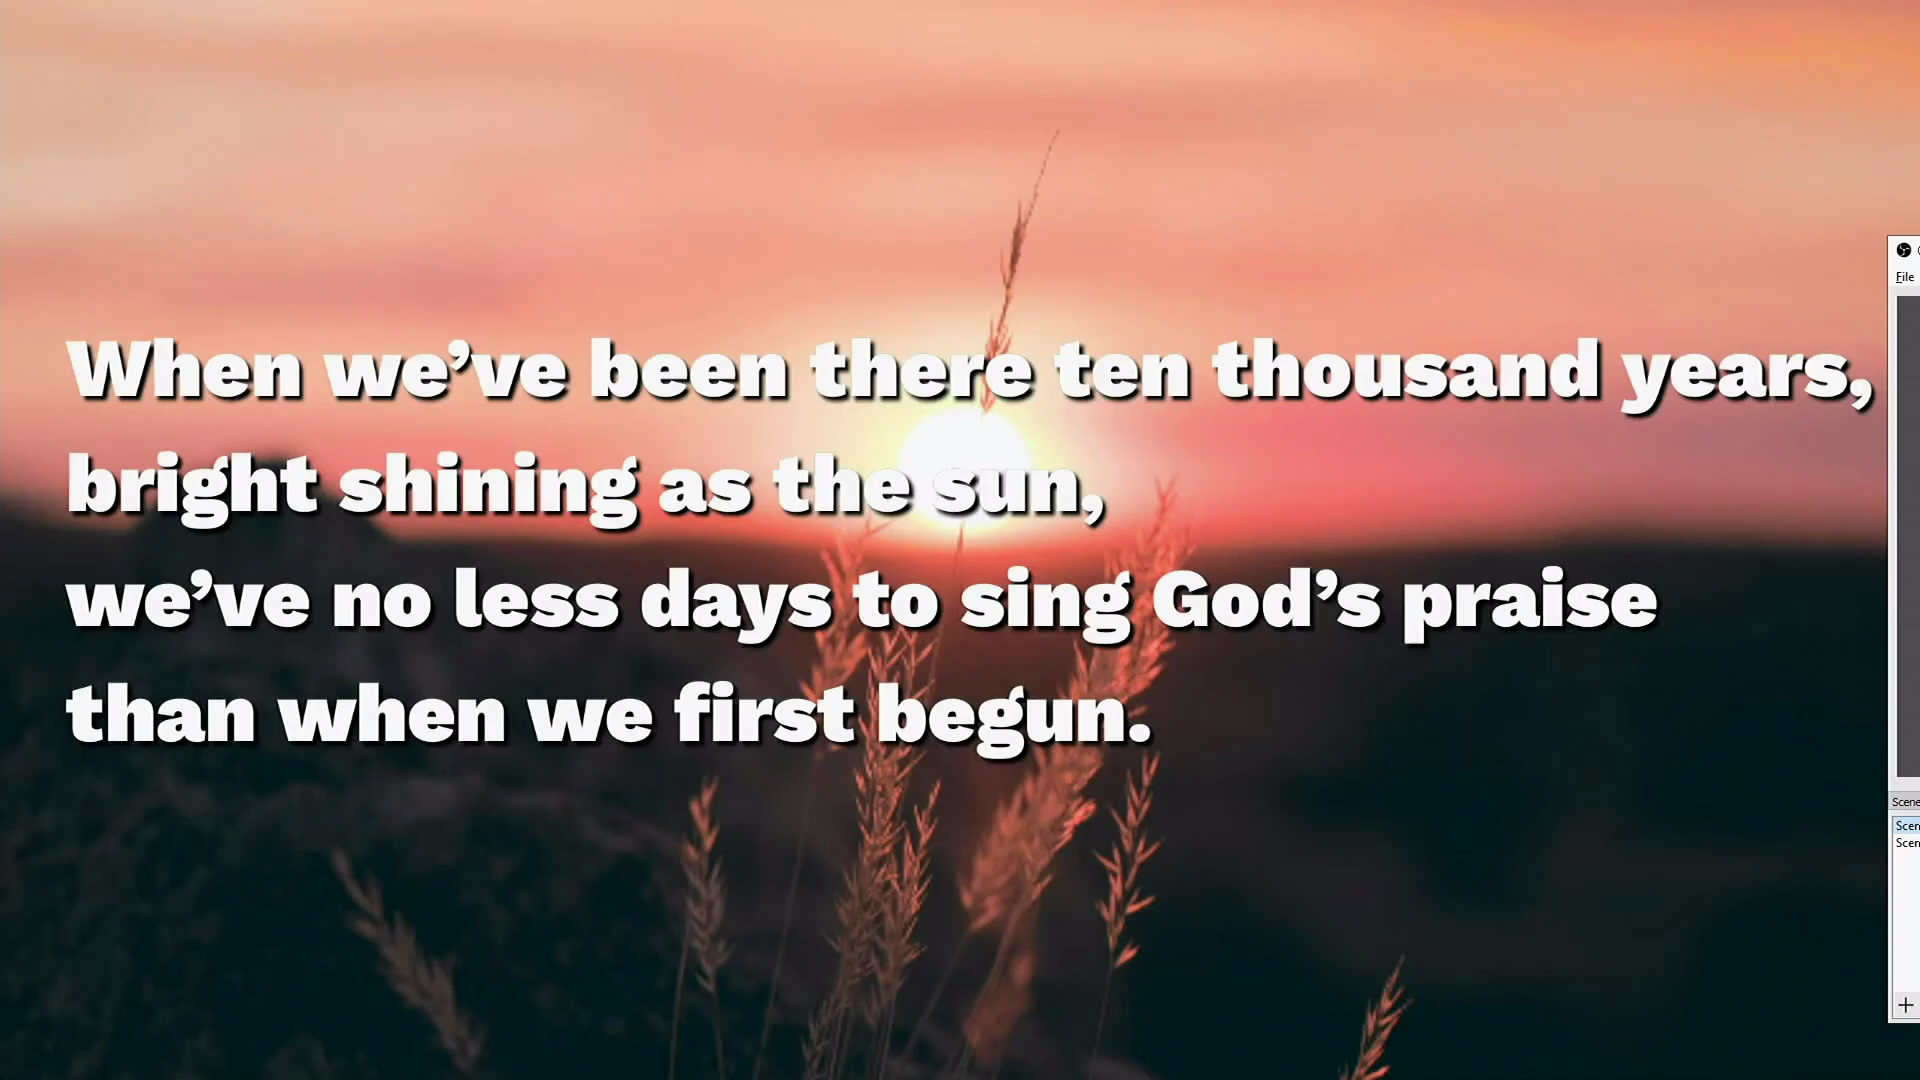 When we’ve been there ten thousand years,
bright shining as the sun,
we’ve no less days to sing God’s praise
than when we first begun.
File